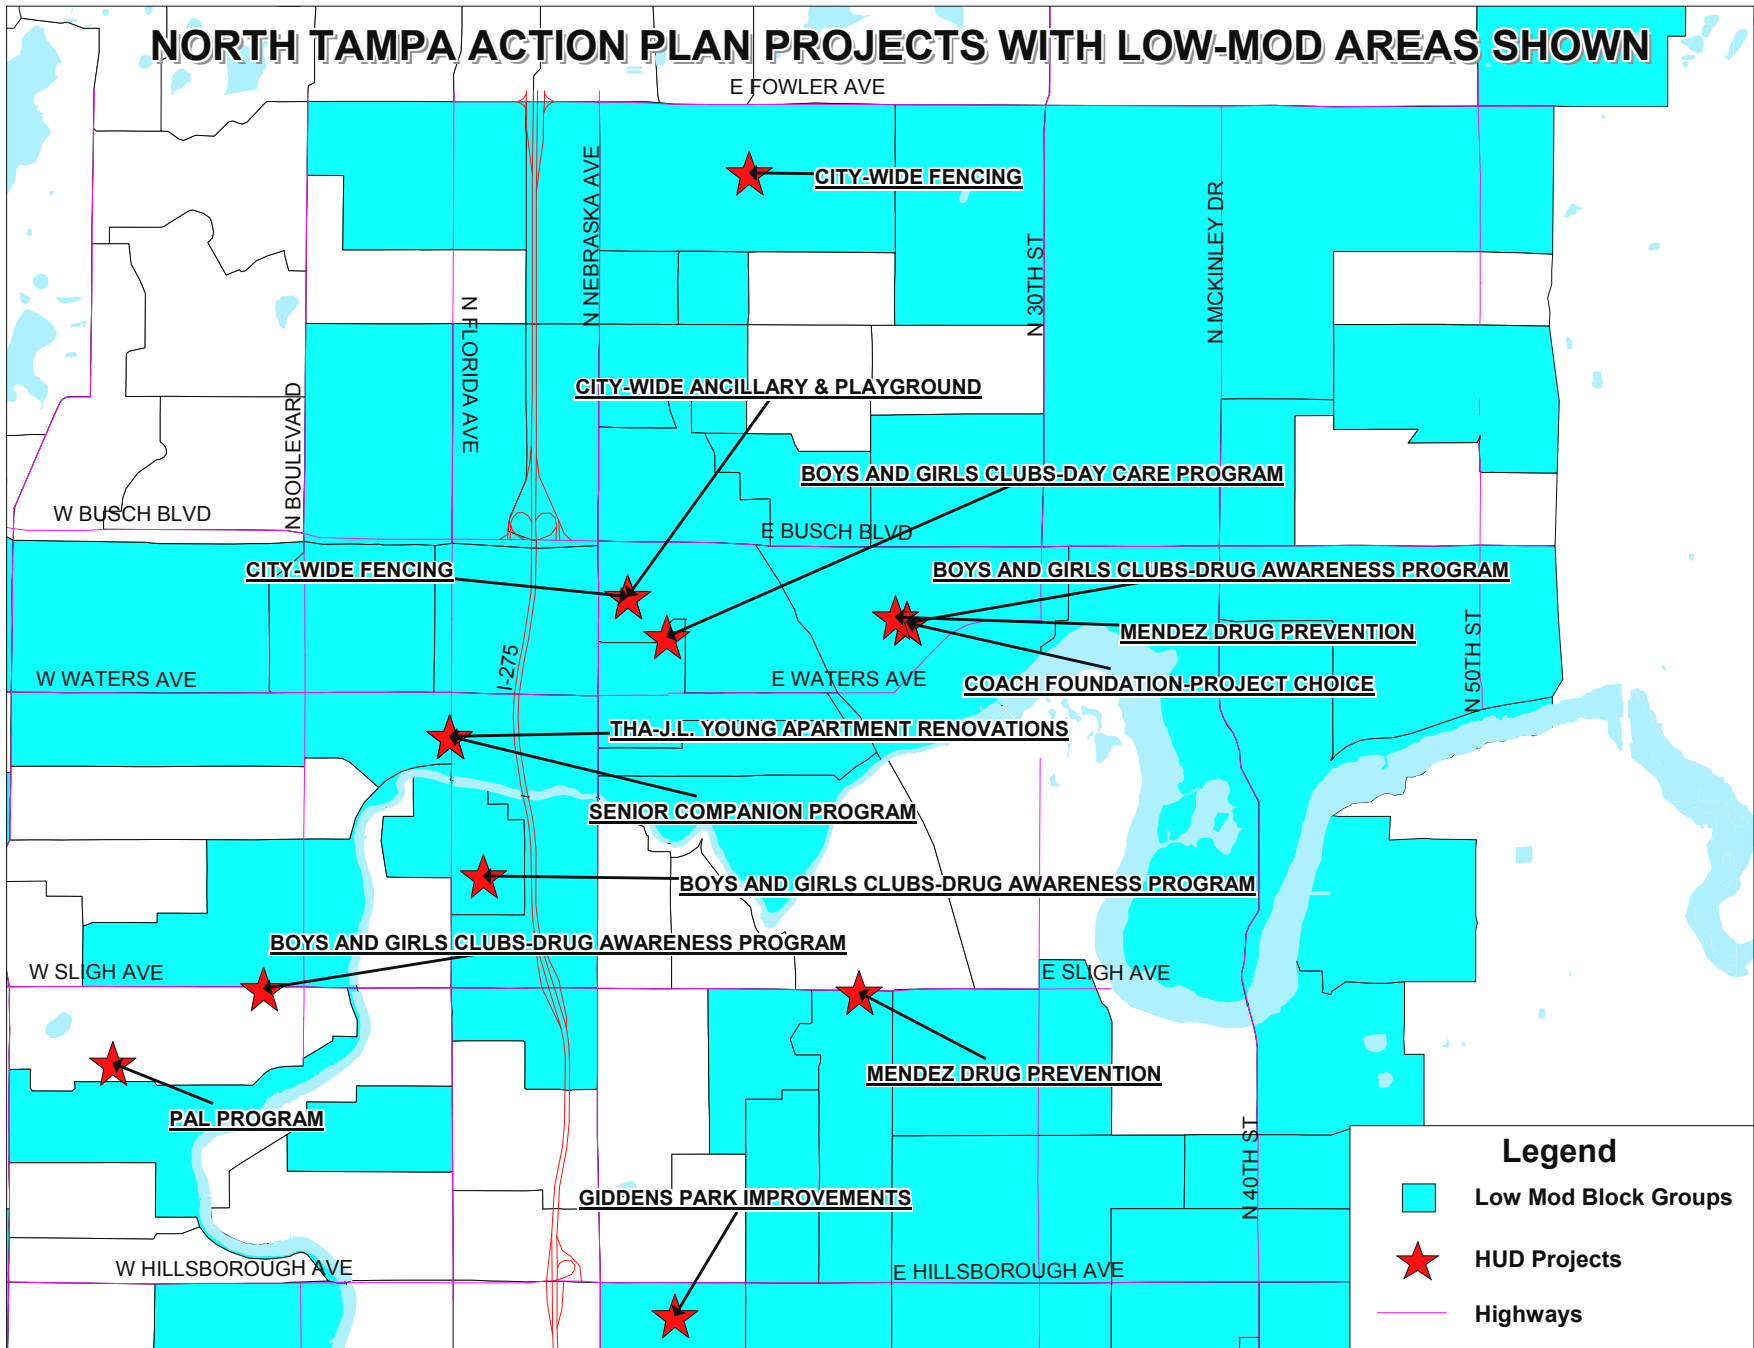 NORTH TAMPA ACTION PLAN PROJECTS WITH LOW-MOD AREAS SHOWN
E FOWLER AVE
CITY-WIDE FENCING
N NEBRASKA AVE
N MCKINLEY DR
N 30TH ST
N FLORIDA AVE
CITY-WIDE ANCILLARY & PLAYGROUND
N BOULEVARD
BOYS AND GIRLS CLUBS-DAY CARE PROGRAM
W BUSCH BLVD
E BUSCH BLVD
CITY-WIDE FENCING
BOYS AND GIRLS CLUBS-DRUG AWARENESS PROGRAM
MENDEZ DRUG PREVENTION
N 50TH ST
I-275
W WATERS AVE
E WATERS AVE
COACH FOUNDATION-PROJECT CHOICE
THA-J.L. YOUNG APARTMENT RENOVATIONS
SENIOR COMPANION PROGRAM
BOYS AND GIRLS CLUBS-DRUG AWARENESS PROGRAM
BOYS AND GIRLS CLUBS-DRUG AWARENESS PROGRAM
W SLIGH AVE
E SLIGH AVE
MENDEZ DRUG PREVENTION
PAL PROGRAM
N 40TH ST
GIDDENS PARK IMPROVEMENTS
W HILLSBOROUGH AVE
E HILLSBOROUGH AVE
Legend
Low Mod Block Groups
HUD Projects
Highways